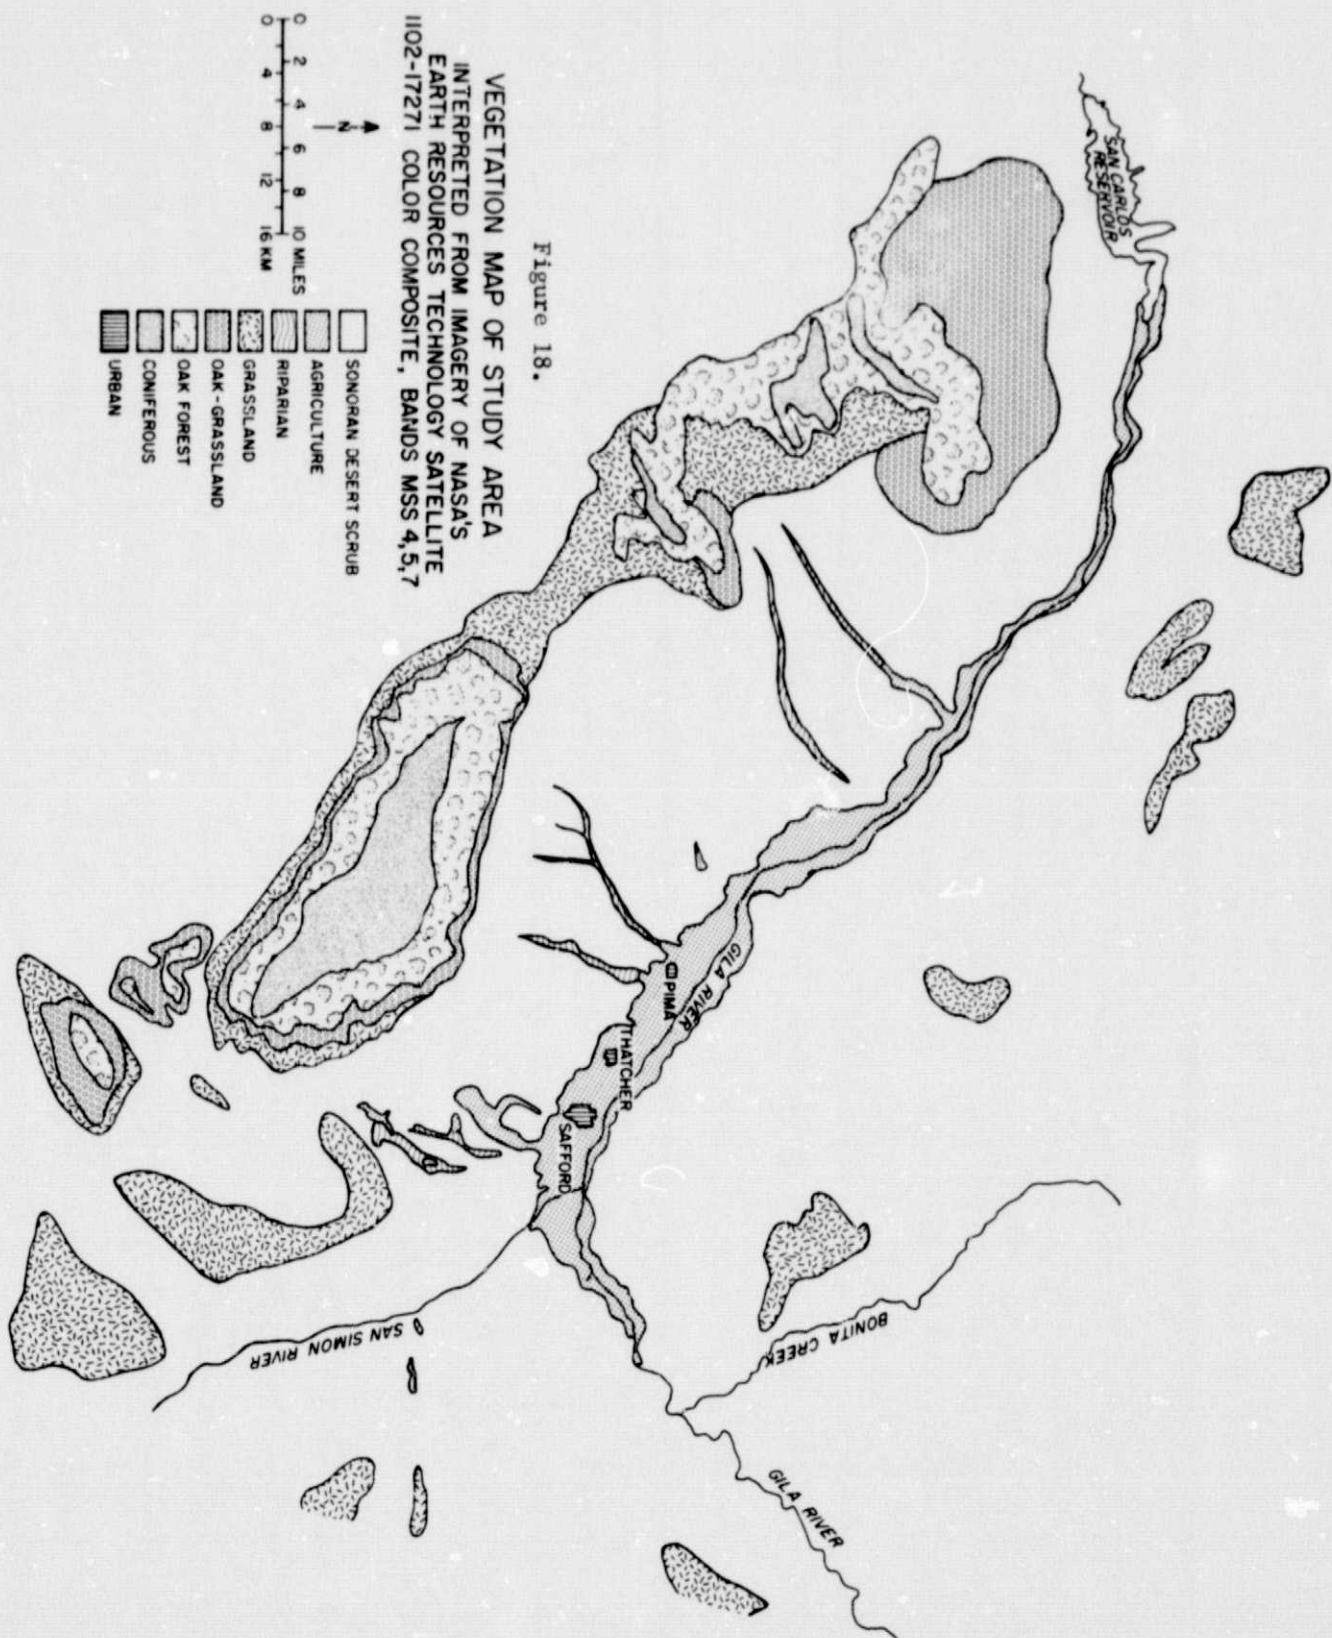 Figure 18.
VEGETATION MAP OF STUDY AREA
INTERPRETED FROM IMAGERY OF NASA'S
EARTH RESOURCES TECHNOLOGY SATELLITE
1102-17271 COLOR COMPOSITE, BANDS MSS 4,5,7
N
0 2 4 6 8 10 MILES
0 4 8 12 16 KM
SONORAN DESERT SCRUB
AGRICULTURE
RIPARIAN
GRASSLAND
OAK-GRASSLAND
OAK FOREST
CONIFEROUS
URBAN
SAN CARLOS
RESERVOIR
GILA RIVER
PIMA
THATCHER
SAFFORD
SAN SIMON RIVER
BONITA CREEK
GILA RIVER